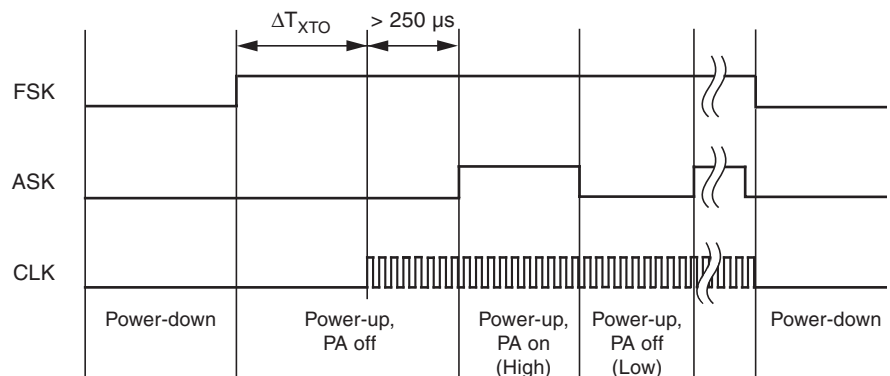 ΔT_XTO
> 250 µs
FSK
ASK
CLK
Power-down
Power-up,
PA off
Power-up,
PA on
(High)
Power-up,
PA off
(Low)
Power-down